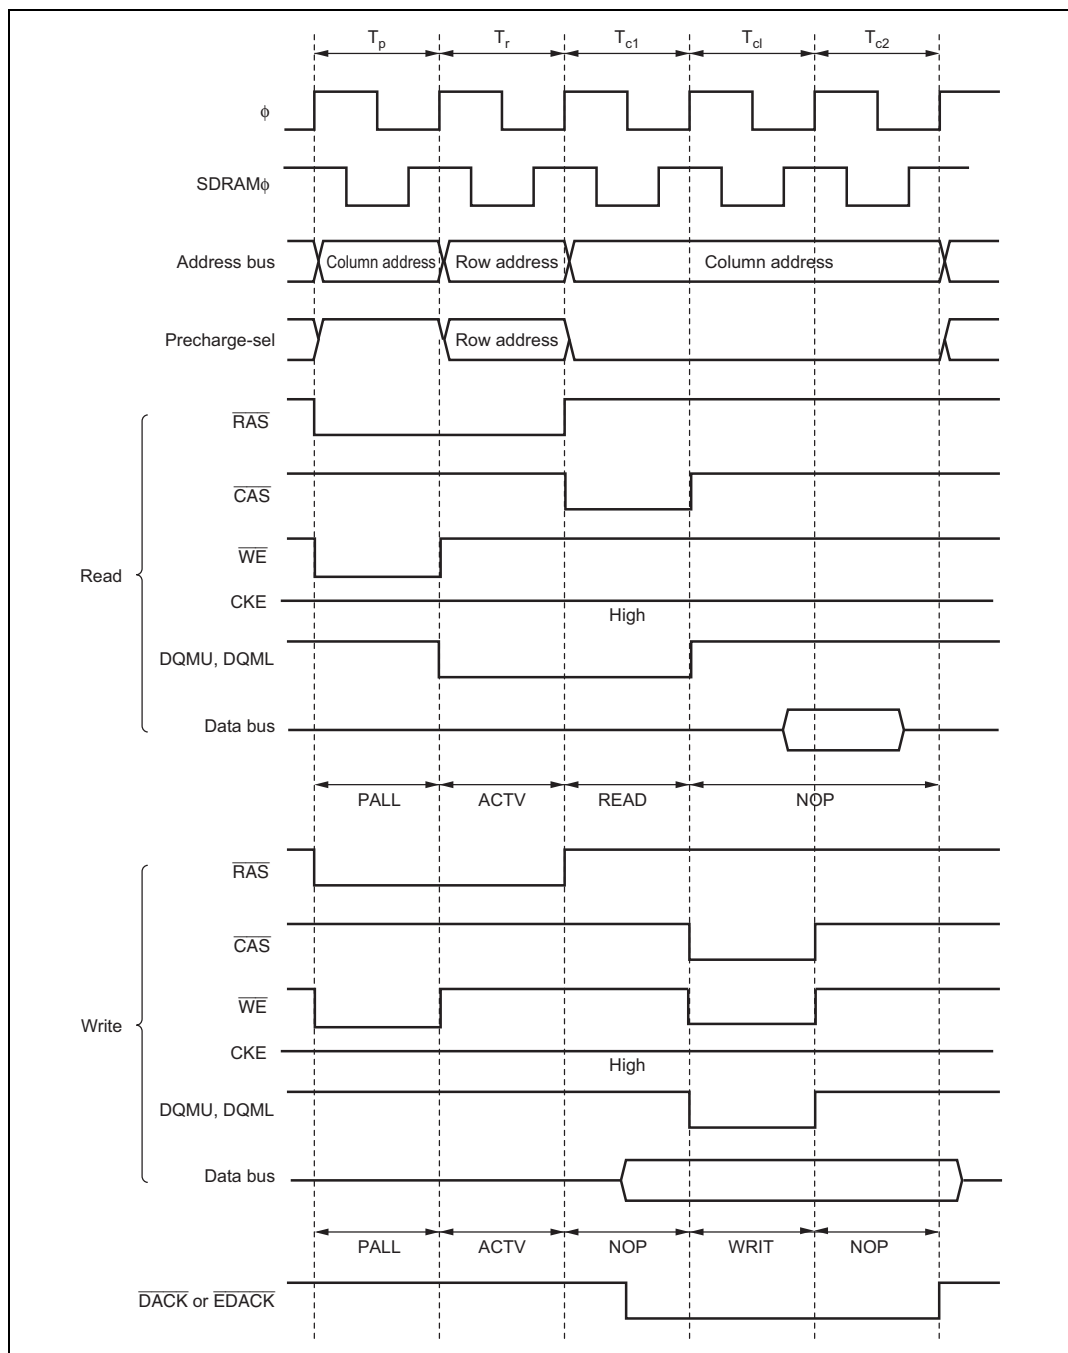 Tp Tr Tc1 Tcl Tc2
ϕ
SDRAMϕ
Address bus Column address Row address Column address
Precharge-sel Row address
RAS
CAS
WE
Read
CKE
High
DQMU, DQML
Data bus
PALL ACTV READ NOP
RAS
CAS
WE
Write
CKE
High
DQMU, DQML
Data bus
PALL ACTV NOP WRIT NOP
DACK or EDACK